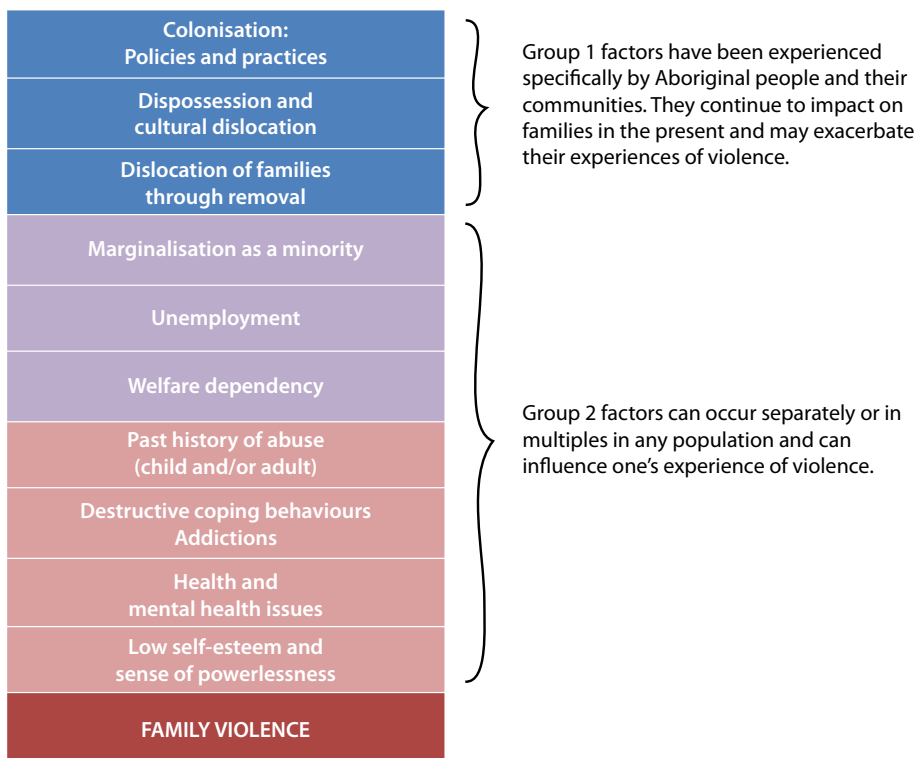 Colonisation:
Policies and practices
Dispossession and
cultural dislocation
Dislocation of families
through removal
Group 1 factors have been experienced
specifically by Aboriginal people and their
communities. They continue to impact on
families in the present and may exacerbate
their experiences of violence.
Marginalisation as a minority
Unemployment
Welfare dependency
Past history of abuse
(child and/or adult)
Destructive coping behaviours
Addictions
Health and
mental health issues
Low self-esteem and
sense of powerlessness
Group 2 factors can occur separately or in
multiples in any population and can
influence one’s experience of violence.
FAMILY VIOLENCE